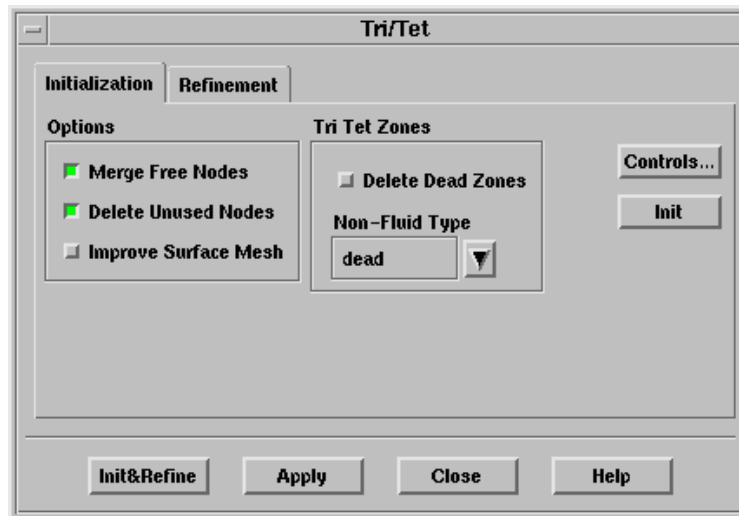 Tri/Tet
Initialization
Refinement
Options
Merge Free Nodes
Delete Unused Nodes
Improve Surface Mesh
Tri Tet Zones
Delete Dead Zones
Non-Fluid Type
dead
Controls...
Init
Init&Refine
Apply
Close
Help